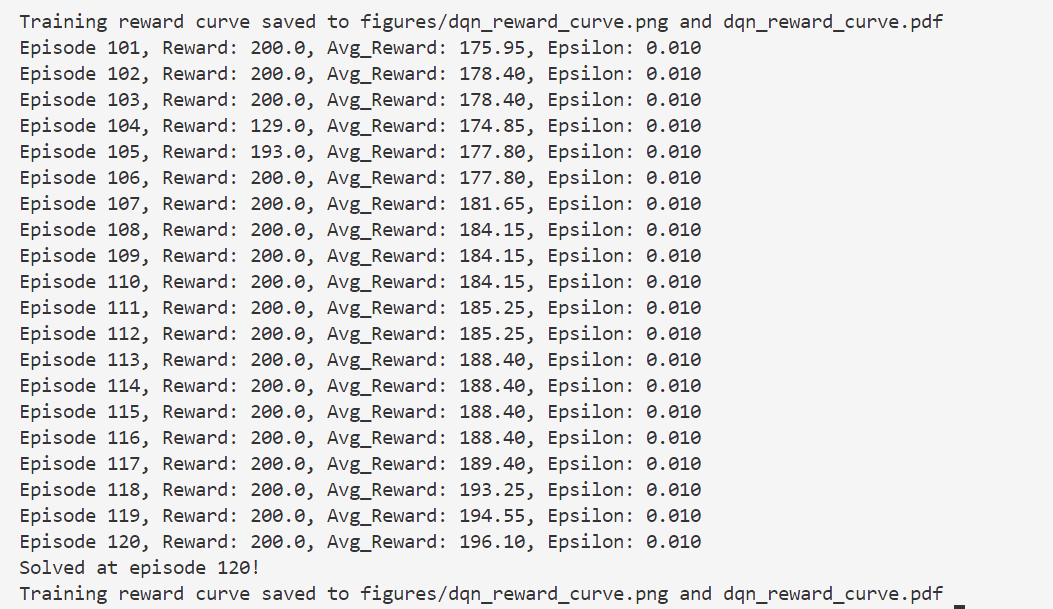 Training reward curve saved to figures/dqn_reward_curve.png and dqn_reward_curve.pdf
Episode 101, Reward: 200.0, Avg_Reward: 175.95, Epsilon: 0.010
Episode 102, Reward: 200.0, Avg_Reward: 178.40, Epsilon: 0.010
Episode 103, Reward: 200.0, Avg_Reward: 178.40, Epsilon: 0.010
Episode 104, Reward: 129.0, Avg_Reward: 174.85, Epsilon: 0.010
Episode 105, Reward: 193.0, Avg_Reward: 177.80, Epsilon: 0.010
Episode 106, Reward: 200.0, Avg_Reward: 177.80, Epsilon: 0.010
Episode 107, Reward: 200.0, Avg_Reward: 181.65, Epsilon: 0.010
Episode 108, Reward: 200.0, Avg_Reward: 184.15, Epsilon: 0.010
Episode 109, Reward: 200.0, Avg_Reward: 184.15, Epsilon: 0.010
Episode 110, Reward: 200.0, Avg_Reward: 184.15, Epsilon: 0.010
Episode 111, Reward: 200.0, Avg_Reward: 185.25, Epsilon: 0.010
Episode 112, Reward: 200.0, Avg_Reward: 185.25, Epsilon: 0.010
Episode 113, Reward: 200.0, Avg_Reward: 188.40, Epsilon: 0.010
Episode 114, Reward: 200.0, Avg_Reward: 188.40, Epsilon: 0.010
Episode 115, Reward: 200.0, Avg_Reward: 188.40, Epsilon: 0.010
Episode 116, Reward: 200.0, Avg_Reward: 188.40, Epsilon: 0.010
Episode 117, Reward: 200.0, Avg_Reward: 189.40, Epsilon: 0.010
Episode 118, Reward: 200.0, Avg_Reward: 193.25, Epsilon: 0.010
Episode 119, Reward: 200.0, Avg_Reward: 194.55, Epsilon: 0.010
Episode 120, Reward: 200.0, Avg_Reward: 196.10, Epsilon: 0.010
Solved at episode 120!
Training reward curve saved to figures/dqn_reward_curve.png and dqn_reward_curve.pdf